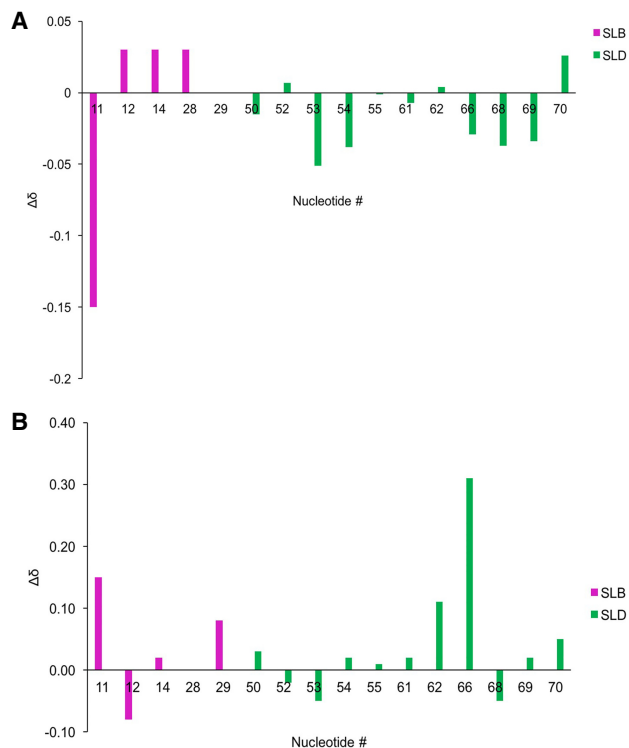 A
0.05
0
-0.05
-0.1
-0.15
-0.2
Δδ
11 12 14 28 29 50 52 53 54 55 61 62 66 68 69 70
Nucleotide #
SLB
SLD
B
0.40
0.30
0.20
0.10
0.00
-0.10
Δδ
11 12 14 28 29 50 52 53 54 55 61 62 66 68 69 70
Nucleotide #
SLB
SLD